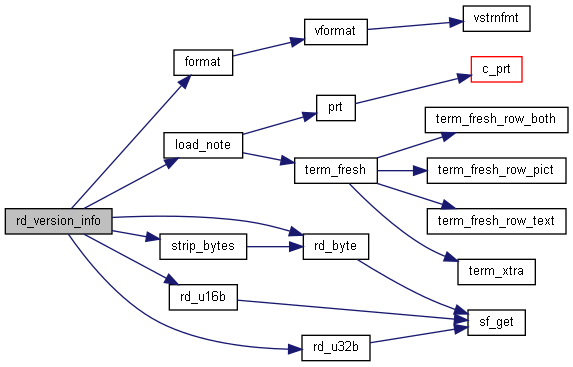 vstrnfmt
vformat
format
c_prt
prt
term_fresh_row_both
load_note
term_fresh
term_fresh_row_pict
rd_version_info
term_fresh_row_text
strip_bytes
rd_byte
term_xtra
rd_u16b
sf_get
rd_u32b